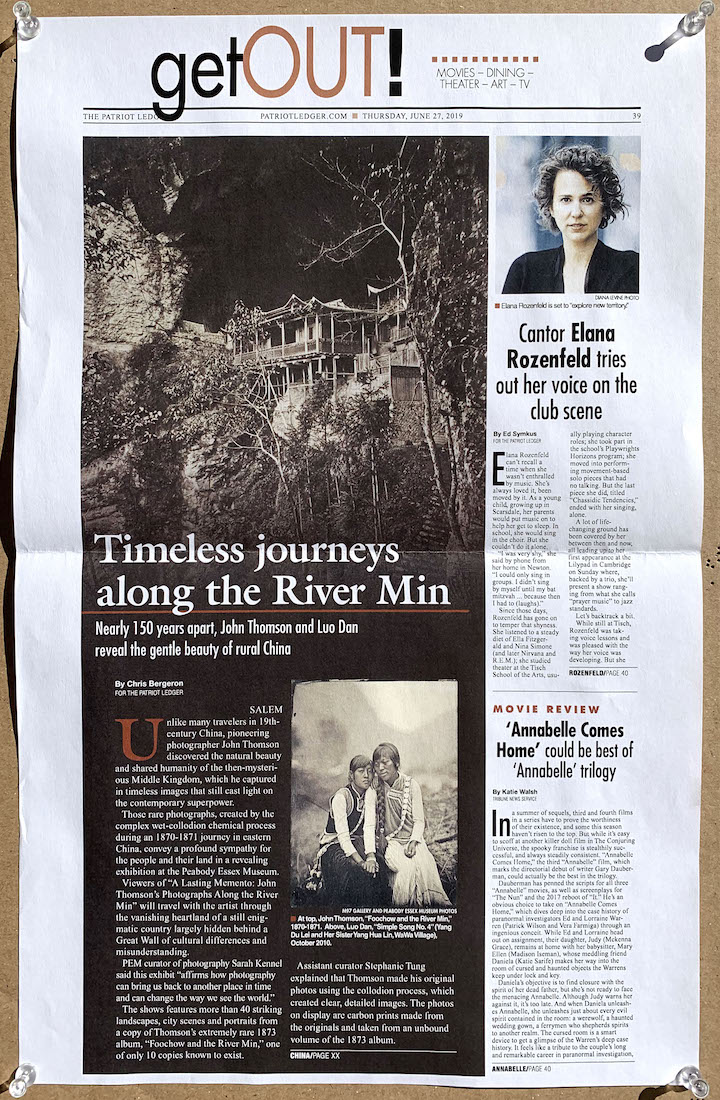 getOUT!
MOVIES – DINING –
THEATER – ART – TV
THE PATRIOT LEDG
PATRIOTLEDGER.COM ■ THURSDAY, JUNE 27, 2019
39
Timeless journeys
along the River Min
Nearly 150 years apart, John Thomson and Luo Dan
reveal the gentle beauty of rural China
By Chris Bergeron
FOR THE PATRIOT LEDGER
SALEM
Unlike many travelers in 19th-
century China, pioneering
photographer John Thomson
discovered the natural beauty
and shared humanity of the then-mysteri-
ous Middle Kingdom, which he captured
in timeless images that still cast light on
the contemporary superpower.
Those rare photographs, created by the
complex wet-collodion chemical process
during an 1870-1871 journey in eastern
China, convey a profound sympathy for
the people and their land in a revealing
exhibition at the Peabody Essex Museum.
Viewers of "A Lasting Memento: John
Thomson's Photographs Along the River
Min" will travel with the artist through
the vanishing heartland of a still enig-
matic country largely hidden behind a
Great Wall of cultural differences and
misunderstanding.
PEM curator of photography Sarah Kennel
said this exhibit "affirms how photography
can bring us back to another place in time
and can change the way we see the world."
The shows features more than 40 striking
landscapes, city scenes and portraits from
a copy of Thomson's extremely rare 1873
album, "Foochow and the River Min," one
of only 10 copies known to exist.
M97 GALLERY AND PEABODY ESSEX MUSEUM PHOTOS
■ At top, John Thomson, "Foochow and the River Min,"
1870-1871. Above, Luo Dan, "Simple Song No. 4" (Yang
Du Lei and Her Sister Yang Hua Lin, WaWa Village),
October 2010.
Assistant curator Stephanie Tung
explained that Thomson made his original
photos using the collodion process, which
created clear, detailed images. The photos
on display are carbon prints made from
the originals and taken from an unbound
volume of the 1873 album.
CHINA/PAGE XX
DIANA LEVINE PHOTO
■ Elana Rozenfeld is set to "explore new territory."
Cantor Elana
Rozenfeld tries
out her voice on the
club scene
By Ed Symkus
FOR THE PATRIOT LEDGER
Elana Rozenfeld
can't recall a
time when she
wasn't enthralled
by music. She's
always loved it, been
moved by it. As a young
child, growing up in
Scarsdale, her parents
would put music on to
help her get to sleep. In
school, she would sing
in the choir. But she
couldn't do it alone.
"I was very shy," she
said by phone from
her home in Newton.
"I could only sing in
groups. I didn't sing
by myself until my bat
mitzvah ... because then
I had to (laughs)."
Since those days,
Rozenfeld has gone on
to temper that shyness.
She listened to a steady
diet of Ella Fitzger-
ald and Nina Simone
(and later Nirvana and
R.E.M.); she studied
theater at the Tisch
School of the Arts, usu-
ally playing character
roles; she took part in
the school's Playwrights
Horizons program; she
moved into perform-
ing movement-based
solo pieces that had
no talking. But the last
piece she did, titled
"Chassidic Tendencies,"
ended with her singing,
alone.
A lot of life-
changing ground has
been covered by her
between then and now,
all leading up to her
first appearance at the
Lilypad in Cambridge
on Sunday where,
backed by a trio, she'll
present a show rang-
ing from what she calls
"prayer music" to jazz
standards.
Let's backtrack a bit.
While still at Tisch,
Rozenfeld was tak-
ing voice lessons and
was pleased with the
way her voice was
developing. But she
ROZENFELD/PAGE 40
MOVIE REVIEW
'Annabelle Comes
Home' could be best of
'Annabelle' trilogy
By Katie Walsh
TRIBUNE NEWS SERVICE
In a summer of sequels, third and fourth films
in a series have to prove the worthiness
of their existence, and some this season
haven't risen to the top. But while it's easy
to scoff at another killer doll film in The Conjuring
Universe, the spooky franchise is stealthily suc-
cessful, and always steadily consistent. "Annabelle
Comes Home," the third "Annabelle" film, which
marks the directorial debut of writer Gary Dauber-
man, could actually be the best in the trilogy.
Dauberman has penned the scripts for all three
"Annabelle" movies, as well as screenplays for
"The Nun" and the 2017 reboot of "It." He's an
obvious choice to take on "Annabelle Comes
Home," which dives deep into the case history of
paranormal investigators Ed and Lorraine War-
ren (Patrick Wilson and Vera Farmiga) through an
ingenious conceit. While Ed and Lorraine head
out on assignment, their daughter, Judy (Mckenna
Grace), remains at home with her babysitter, Mary
Ellen (Madison Iseman), whose meddling friend
Daniela (Katie Sarife) makes her way into the
room of cursed and haunted objects the Warrens
keep under lock and key.
Daniela's objective is to find closure with the
spirit of her dead father, but she's not ready to face
the menacing Annabelle. Although Judy warns her
against it, it's too late. And when Daniela unleash-
es Annabelle, she unleashes just about every evil
spirit contained in the room: a werewolf, a haunted
wedding gown, a ferrymen who shepherds spirits
to another realm. The cursed room is a smart
device to get a glimpse of the Warren's deep case
history. It feels like a tribute to the couple's long
and remarkable career in paranormal investigation,
ANNABELLE/PAGE 40